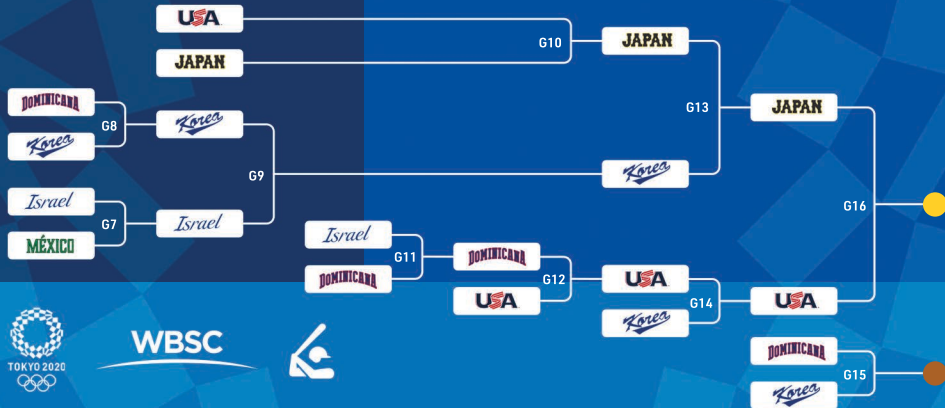 USA
G10
JAPAN
JAPAN
DOMINICANA
G8
Korea
Korea
G13
JAPAN
G9
Korea
Israel
G7
MÉXICO
Israel
G16
Israel
G11
DOMINICANA
DOMINICANA
G12
USA
USA
G14
Korea
USA
TOKYO 2020
WBSC
DOMINICANA
G15
Korea